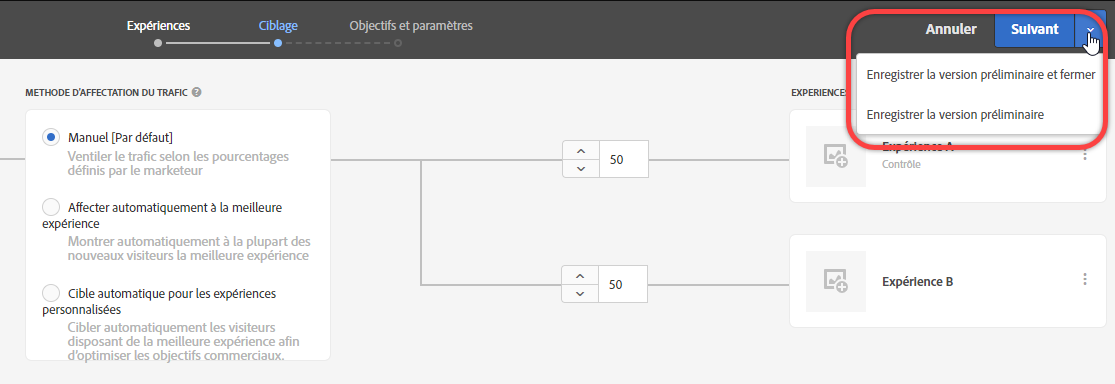 Expériences
Ciblage
Objectifs et paramètres
Annuler
Suivant
Enregistrer la version préliminaire et fermer
Enregistrer la version préliminaire
METHODE D'AFFECTATION DU TRAFIC ?
Manuel [Par défaut]
Ventiler le trafic selon les pourcentages
définis par le marketeur
Affecter automatiquement à la meilleure
expérience
Montrer automatiquement à la plupart des
nouveaux visiteurs la meilleure expérience
Cible automatique pour les expériences
personnalisées
Cibler automatiquement les visiteurs
disposant de la meilleure expérience afin
d'optimiser les objectifs commerciaux.
50
50
EXPERIENCES
Expérience A
Contrôle
Expérience B